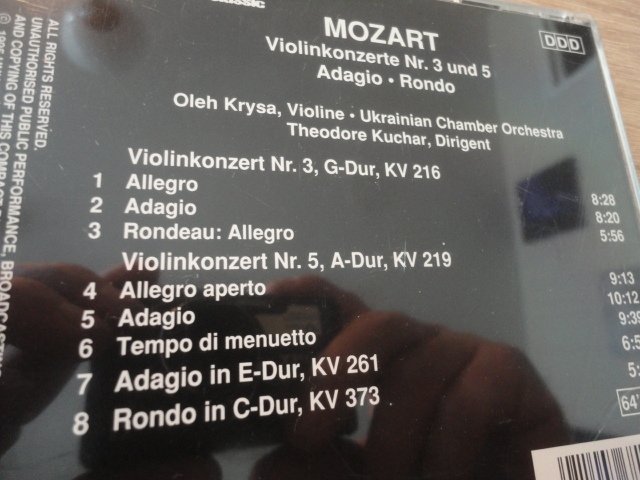 MOZART
DDD
Violinkonzerte Nr. 3 und 5
Adagio · Rondo
Oleh Krysa, Violine · Ukrainian Chamber Orchestra
Theodore Kuchar, Dirigent
Violinkonzert Nr. 3, G-Dur, KV 216
1 Allegro 8:28
2 Adagio 8:20
3 Rondeau: Allegro 5:56
Violinkonzert Nr. 5, A-Dur, KV 219
4 Allegro aperto 9:13
5 Adagio 10:12
6 Tempo di menuetto 9:39
7 Adagio in E-Dur, KV 261
8 Rondo in C-Dur, KV 373
64'
ALL RIGHTS RESERVED.
UNAUTHORISED PUBLIC PERFORMANCE, BROADCASTING
AND COPYING OF THIS COMPACT